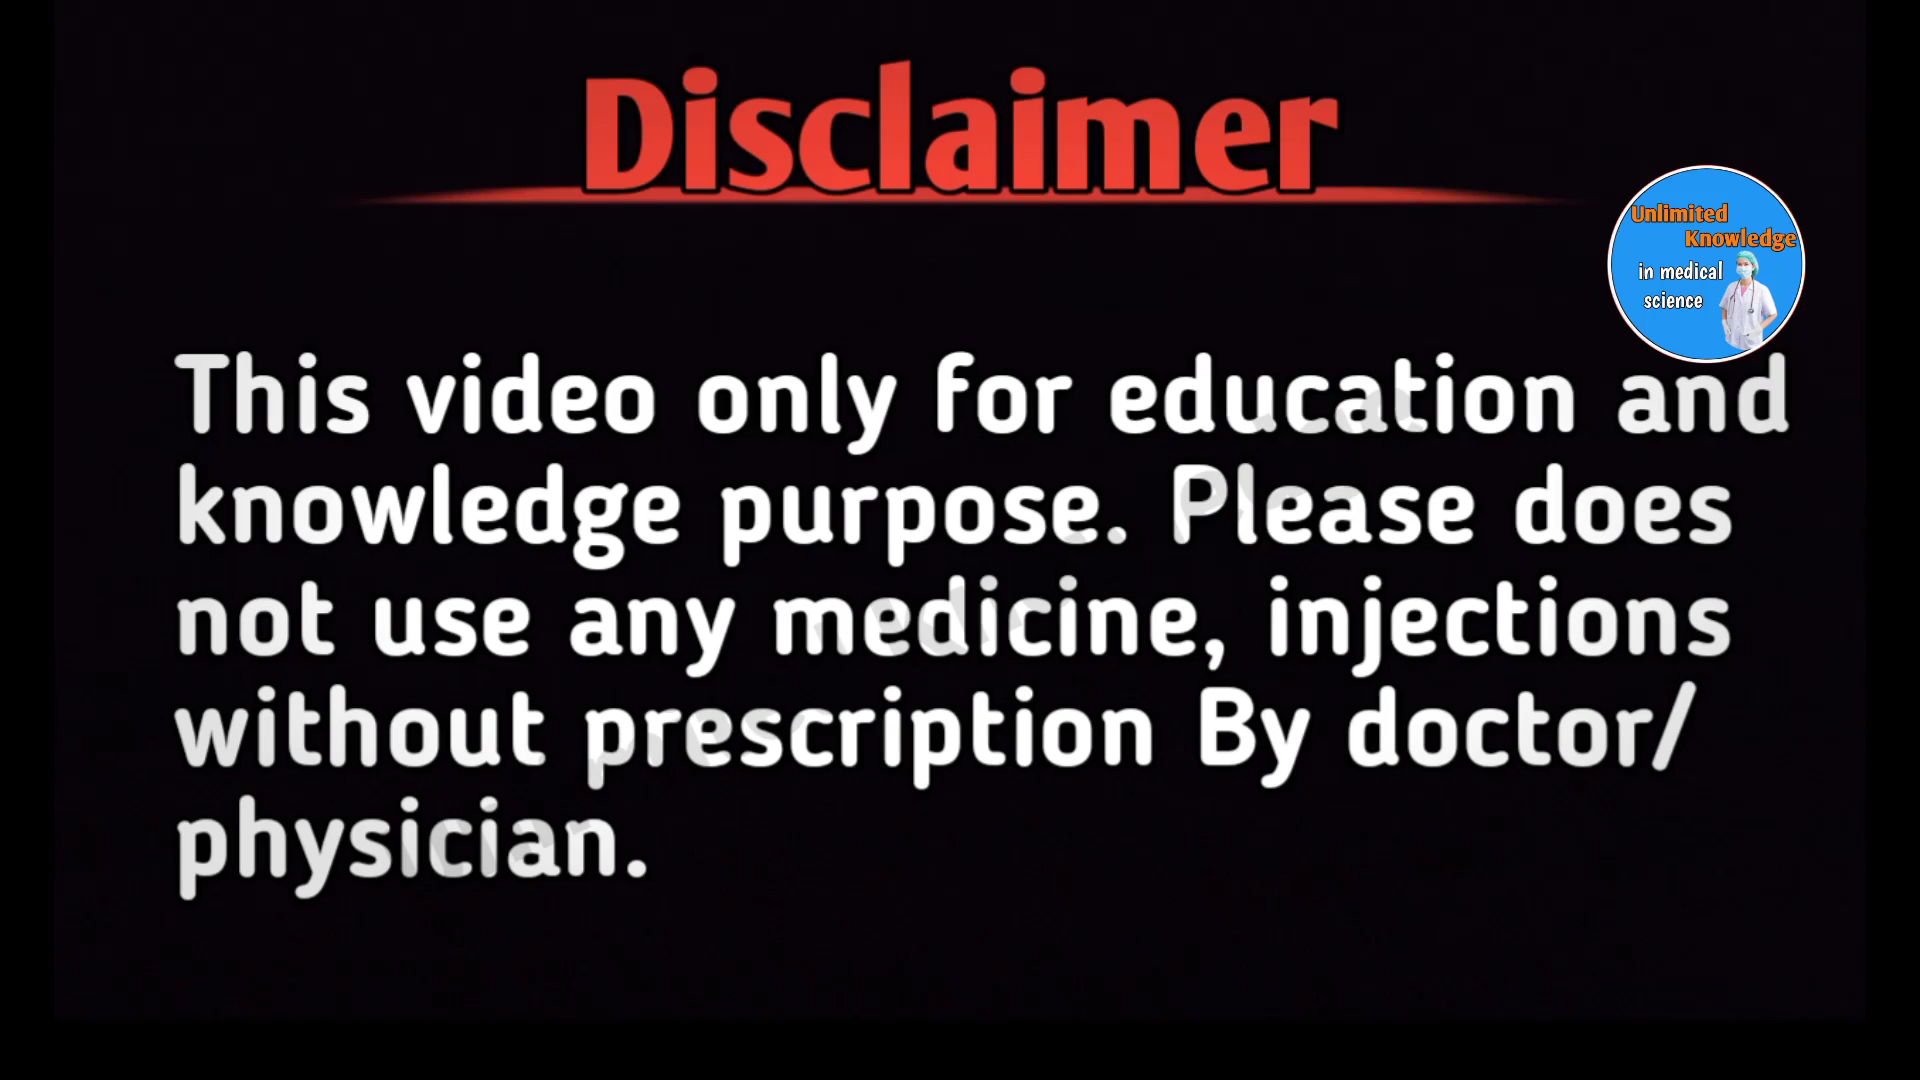 Disclaimer
Unlimited
Knowledge
in medical
science
This video only for education and
knowledge purpose. Please does
not use any medicine, injections
without prescription By doctor/
physician.